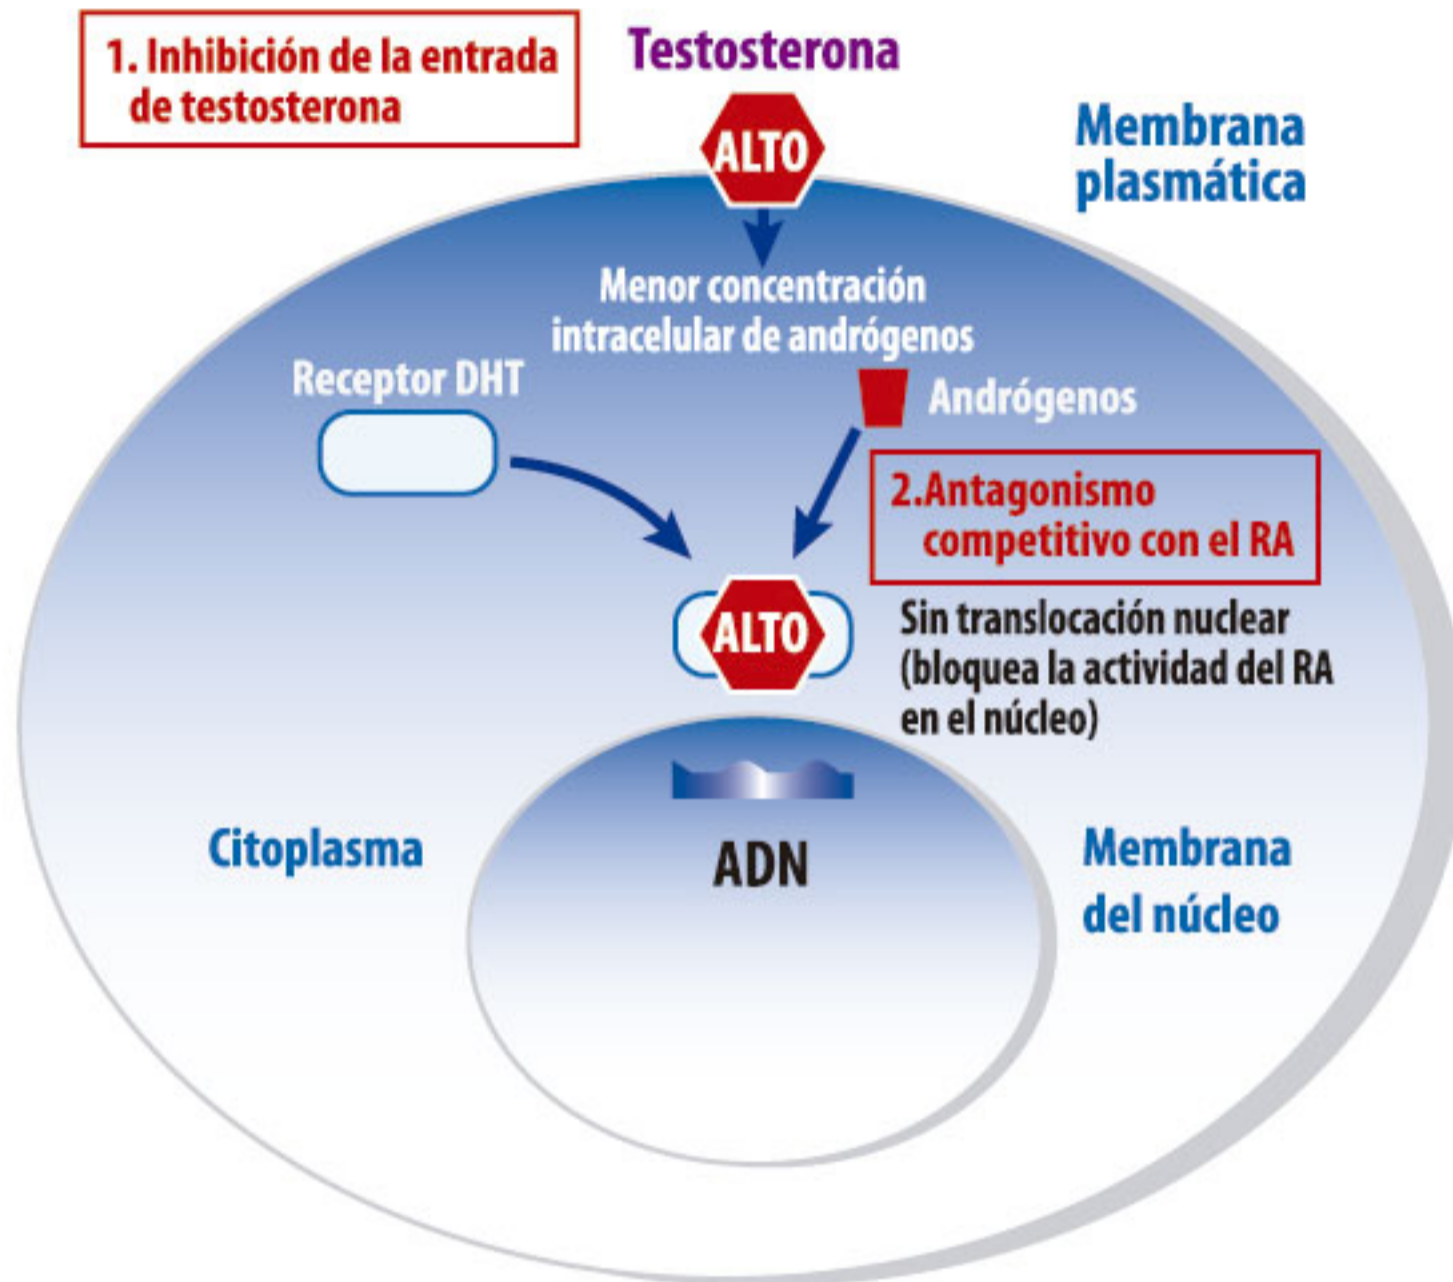 1. Inhibición de la entrada
de testosterona
Testosterona
ALTO
Membrana
plasmática
Menor concentración
intracelular de andrógenos
Receptor DHT
Andrógenos
2.Antagonismo
competitivo con el RA
ALTO
Sin translocación nuclear
(bloquea la actividad del RA
en el núcleo)
Citoplasma
ADN
Membrana
del núcleo